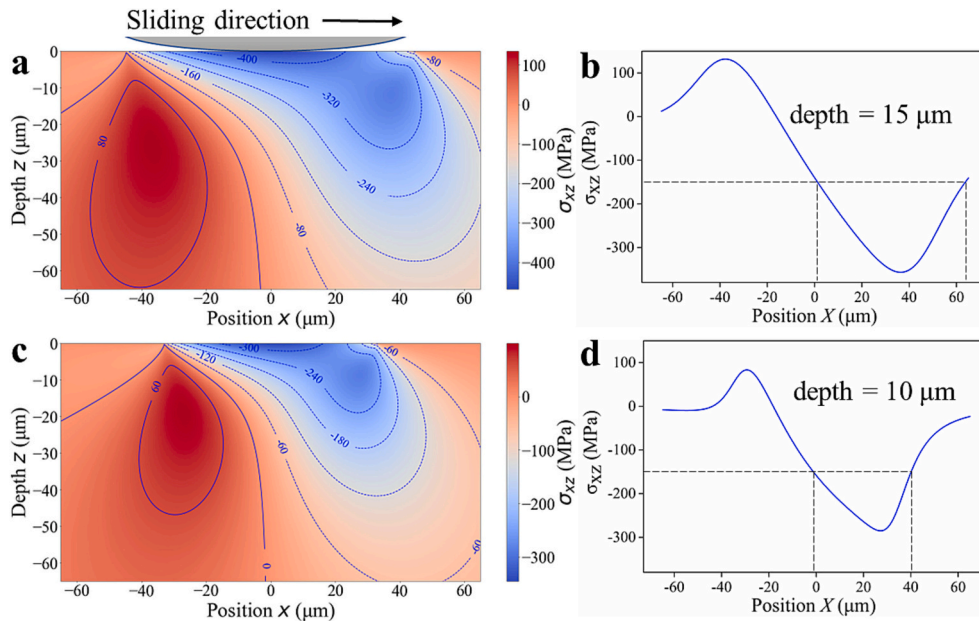 Sliding direction
a
0
−10
−20
−30
−40
−50
−60
Depth z (μm)
−60 −40 −20 0 20 40 60
Position x (μm)
80
-160
-400
-320
-240
-80
-80
100
0
−100
−200
−300
−400
σxz (MPa)
b
100
0
-100
-200
-300
σXZ (MPa)
depth = 15 μm
-60 -40 -20 0 20 40 60
Position X (μm)
c
0
−10
−20
−30
−40
−50
−60
Depth z (μm)
−60 −40 −20 0 20 40 60
Position x (μm)
60
-120
-300
-240
-180
-60
-60
-60
0
0
−100
−200
−300
σxz (MPa)
d
100
0
-100
-200
-300
σXZ (MPa)
depth = 10 μm
-60 -40 -20 0 20 40 60
Position X (μm)